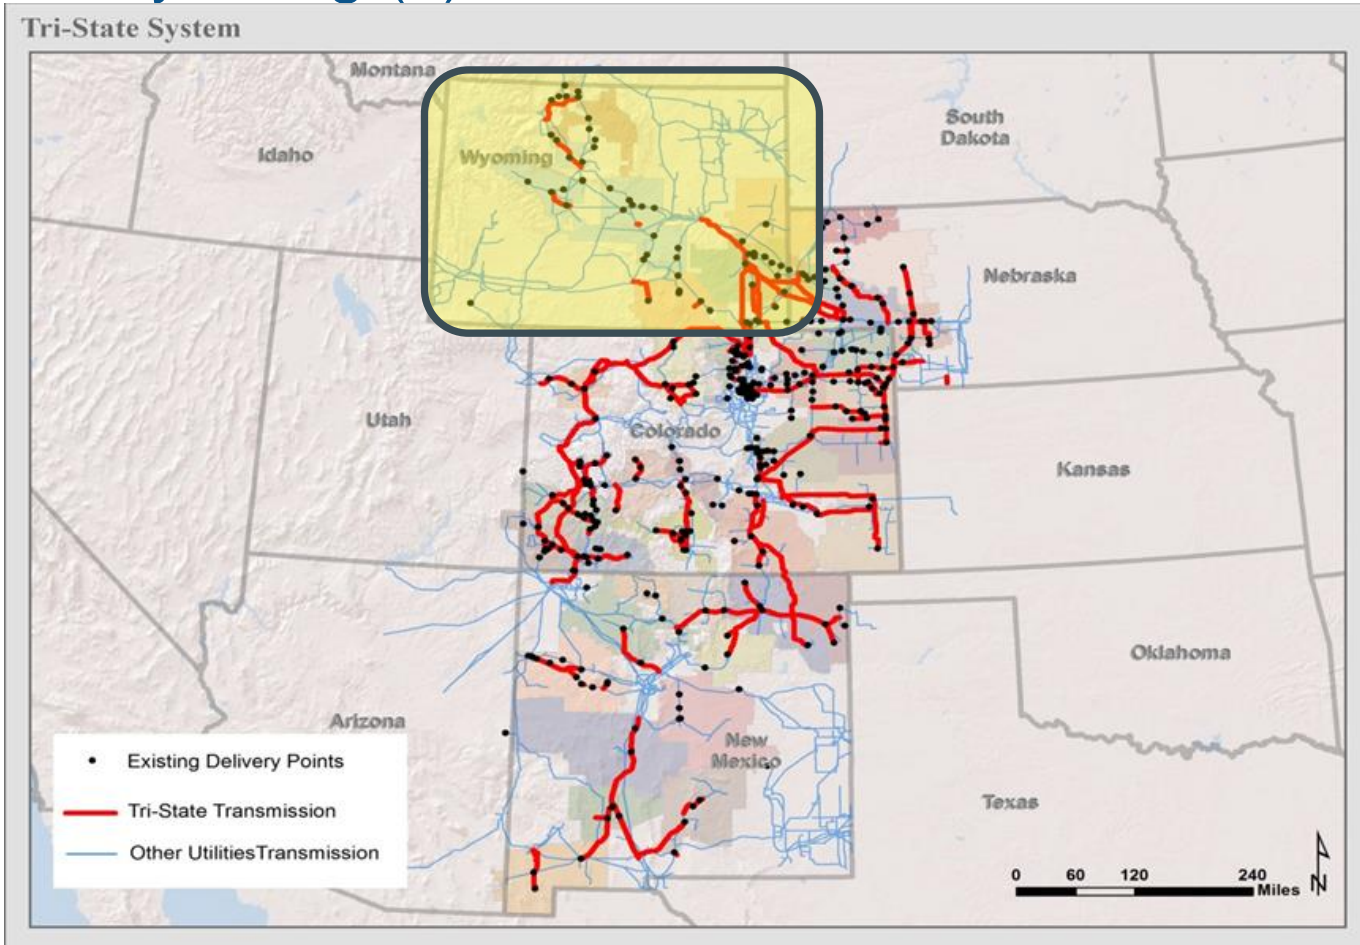 Tri-State System
Montana
South
Dakota
Idaho
Wyoming
Nebraska
Utah
Colorado
Kansas
Oklahoma
Arizona
New
Mexico
Texas
Existing Delivery Points
Tri-State Transmission
Other UtilitiesTransmission
0 60 120 240
Miles
N